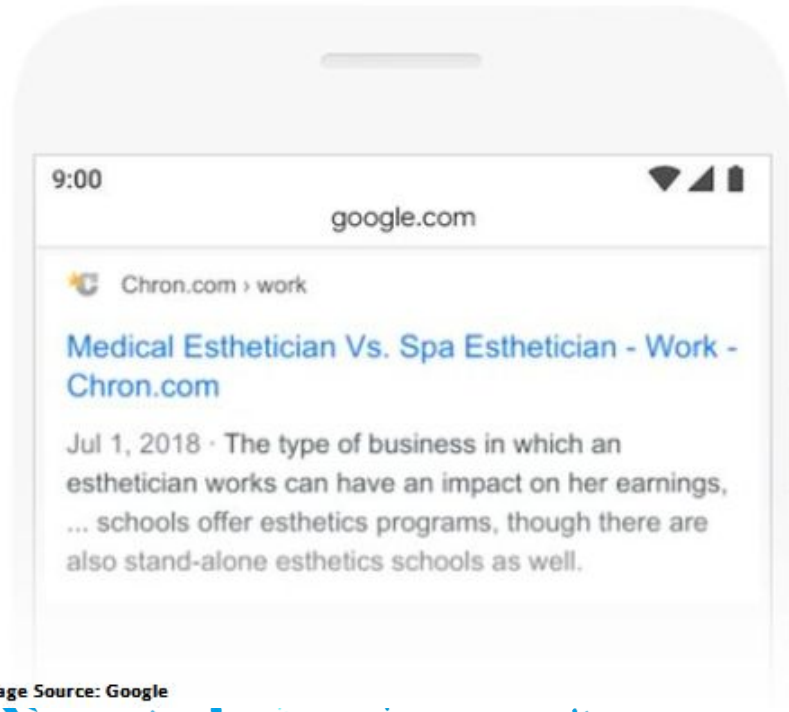 9:00
google.com
Chron.com › work
Medical Esthetician Vs. Spa Esthetician - Work -
Chron.com
Jul 1, 2018 · The type of business in which an
esthetician works can have an impact on her earnings,
... schools offer esthetics programs, though there are
also stand-alone esthetics schools as well.
age Source: Google